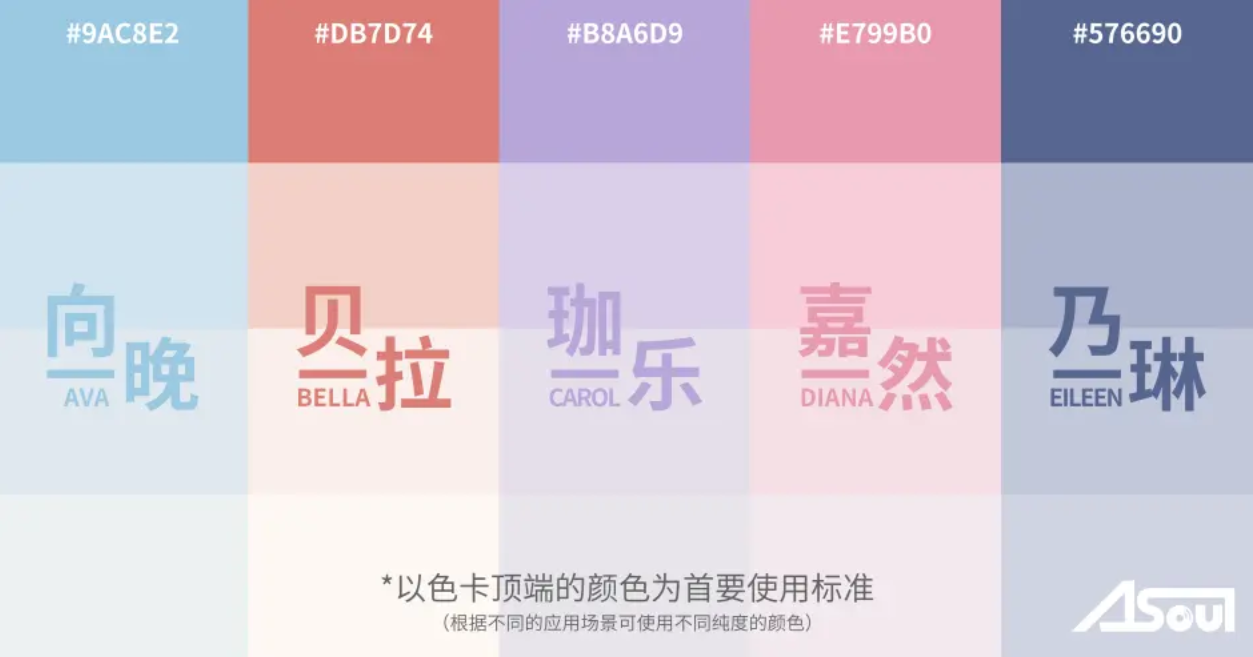 #9AC8E2 #DB7D74 #B8A6D9 #E799B0 #576690
向晚 AVA
贝拉 BELLA
珈乐 CAROL
嘉然 DIANA
乃琳 EILEEN
*以色卡顶端的颜色为首要使用标准
（根据不同的应用场景可使用不同纯度的颜色）
ASoul